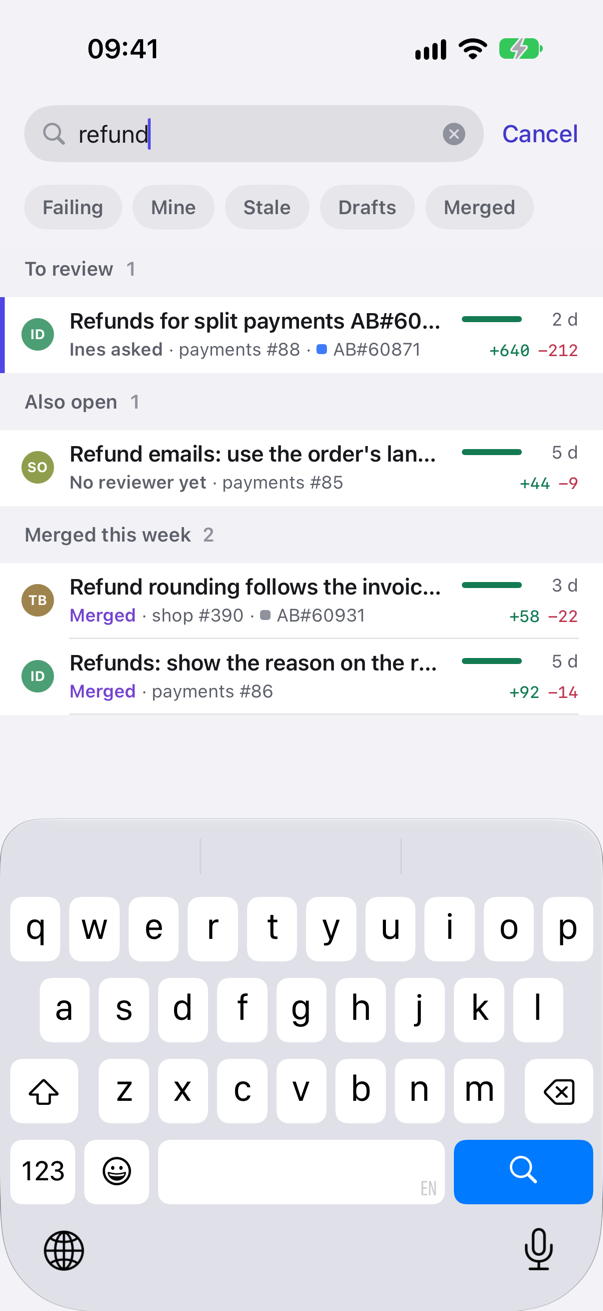 09:41
refund
Cancel
Failing
Mine
Stale
Drafts
Merged
To review 1
ID
Refunds for split payments AB#60...
2 d
Ines asked · payments #88 · AB#60871
+640 −212
Also open 1
SO
Refund emails: use the order's lan...
5 d
No reviewer yet · payments #85
+44 −9
Merged this week 2
TB
Refund rounding follows the invoic...
3 d
Merged · shop #390 · AB#60931
+58 −22
ID
Refunds: show the reason on the r...
5 d
Merged · payments #86
+92 −14
q w e r t y u i o p
a s d f g h j k l
z x c v b n m
123
EN